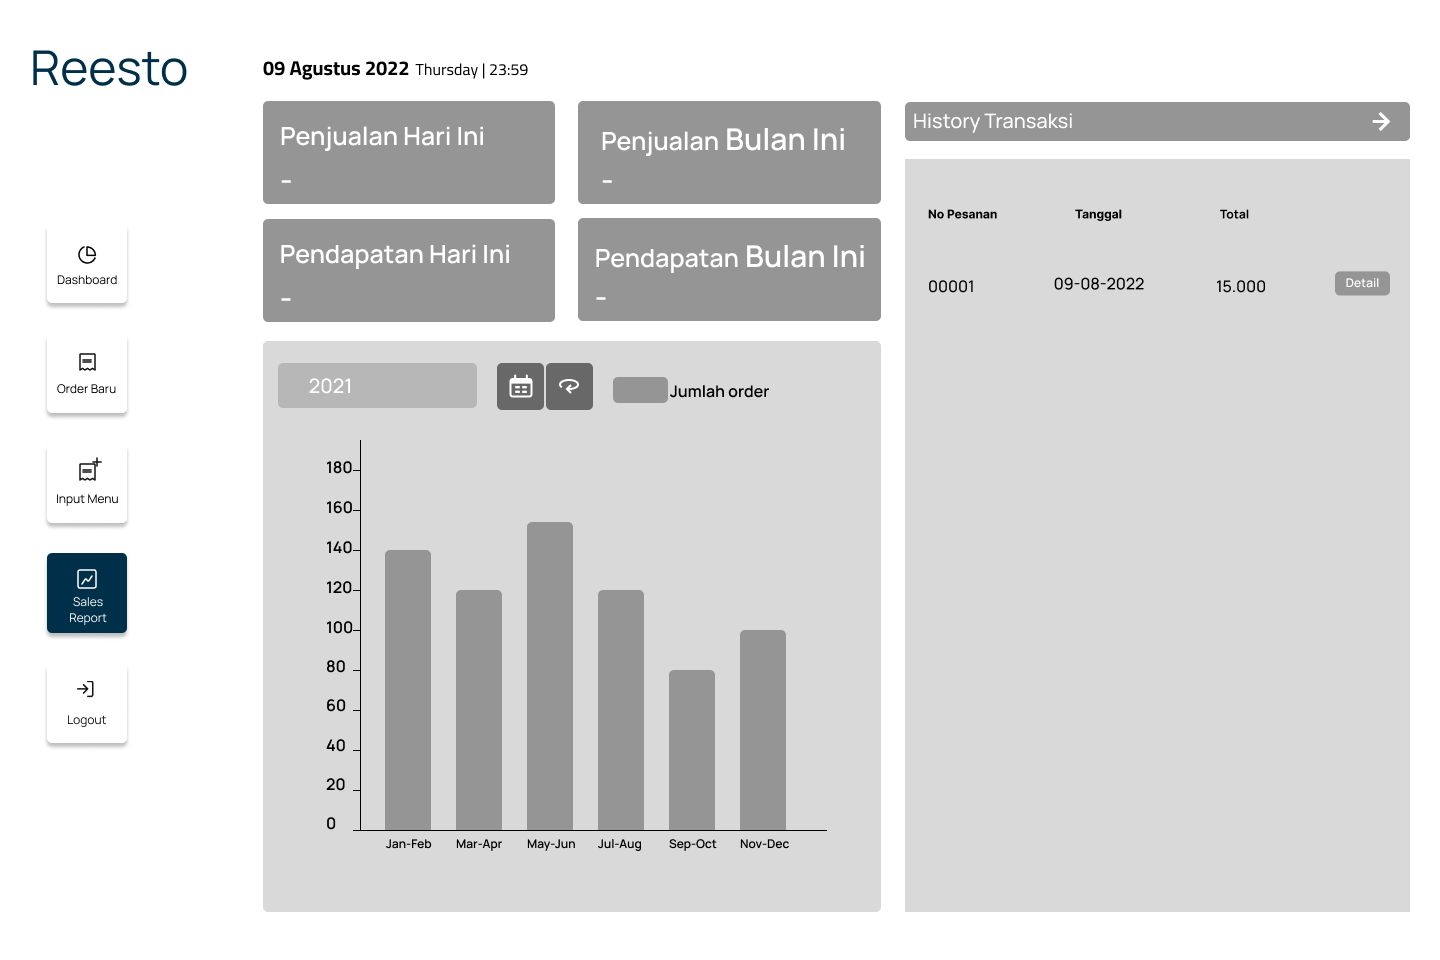 Reesto
09 Agustus 2022 Thursday | 23:59
Dashboard
Order Baru
Input Menu
Sales
Report
Logout
Penjualan Hari Ini
-
Penjualan Bulan Ini
-
Pendapatan Hari Ini
-
Pendapatan Bulan Ini
-
2021
Jumlah order
180
160
140
120
100
80
60
40
20
0
Jan-Feb Mar-Apr May-Jun Jul-Aug Sep-Oct Nov-Dec
History Transaksi
No Pesanan Tanggal Total
00001 09-08-2022 15.000 Detail